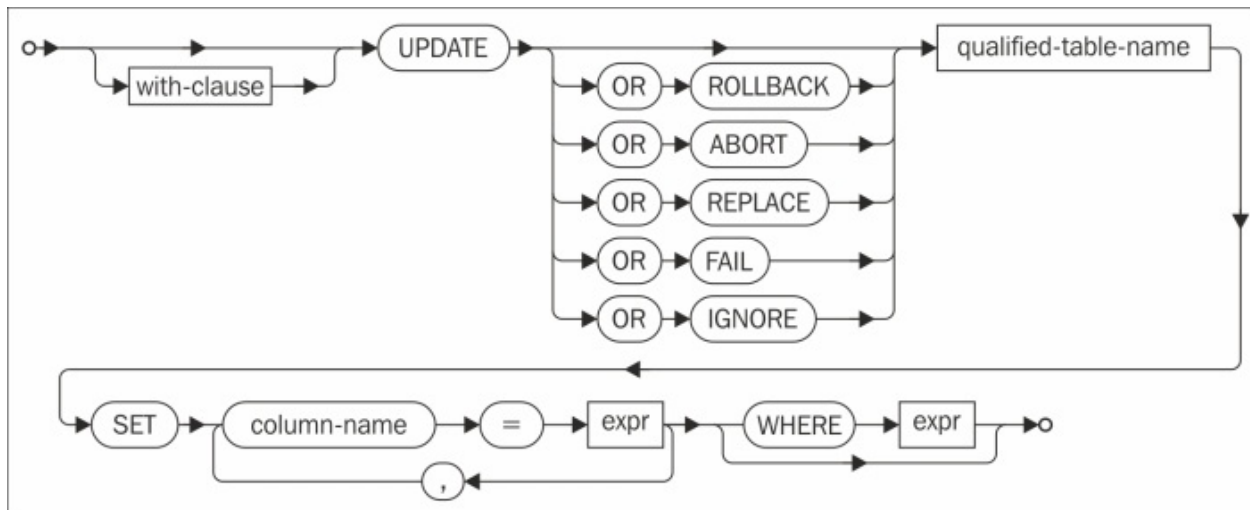 UPDATE qualified-table-name
with-clause
OR ROLLBACK
OR ABORT
OR REPLACE
OR FAIL
OR IGNORE
SET column-name = expr WHERE expr
,